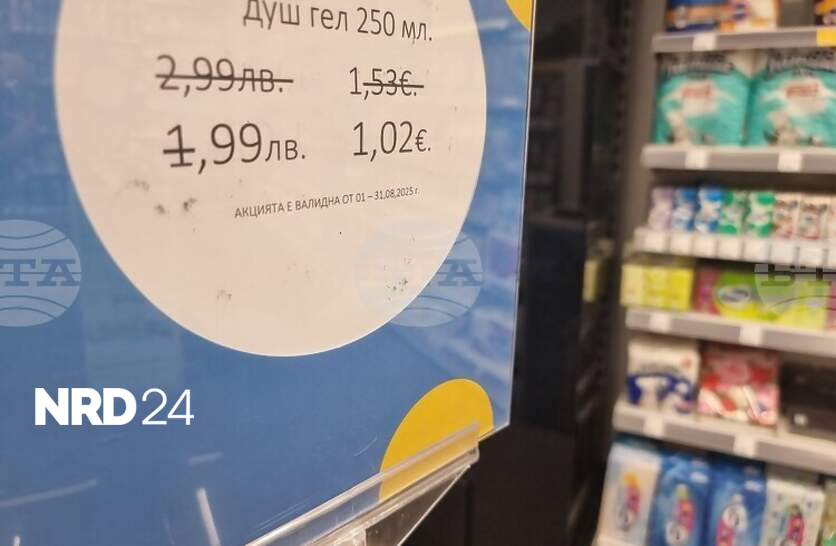 душ гел 250 мл.
2,99лв. 1,53€.
1,99лв. 1,02€.
АКЦИЯТА Е ВАЛИДНА ОТ 01 – 31.08.2025 г.
БТА
NRD24